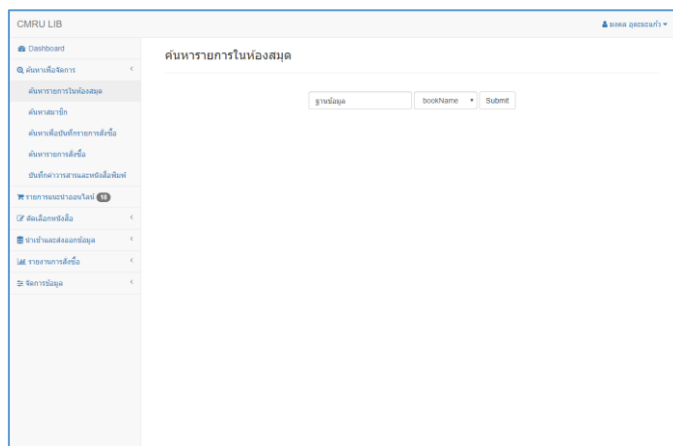 CMRU LIB
Dashboard
ค้นหาเพื่อจัดการ
ค้นหารายการในห้องสมุด
ค้นหาสมาชิก
ค้นหาเพื่อบันทึกรายการสั่งซื้อ
ค้นหารายการสั่งซื้อ
บันทึกค่าวารสารและหนังสือพิมพ์
รายการแนะนำออนไลน์ 10
คัดเลือกหนังสือ
นำเข้าและส่งออกข้อมูล
รายงานการสั่งซื้อ
จัดการข้อมูล
ค้นหารายการในห้องสมุด
ฐานข้อมูล bookName Submit